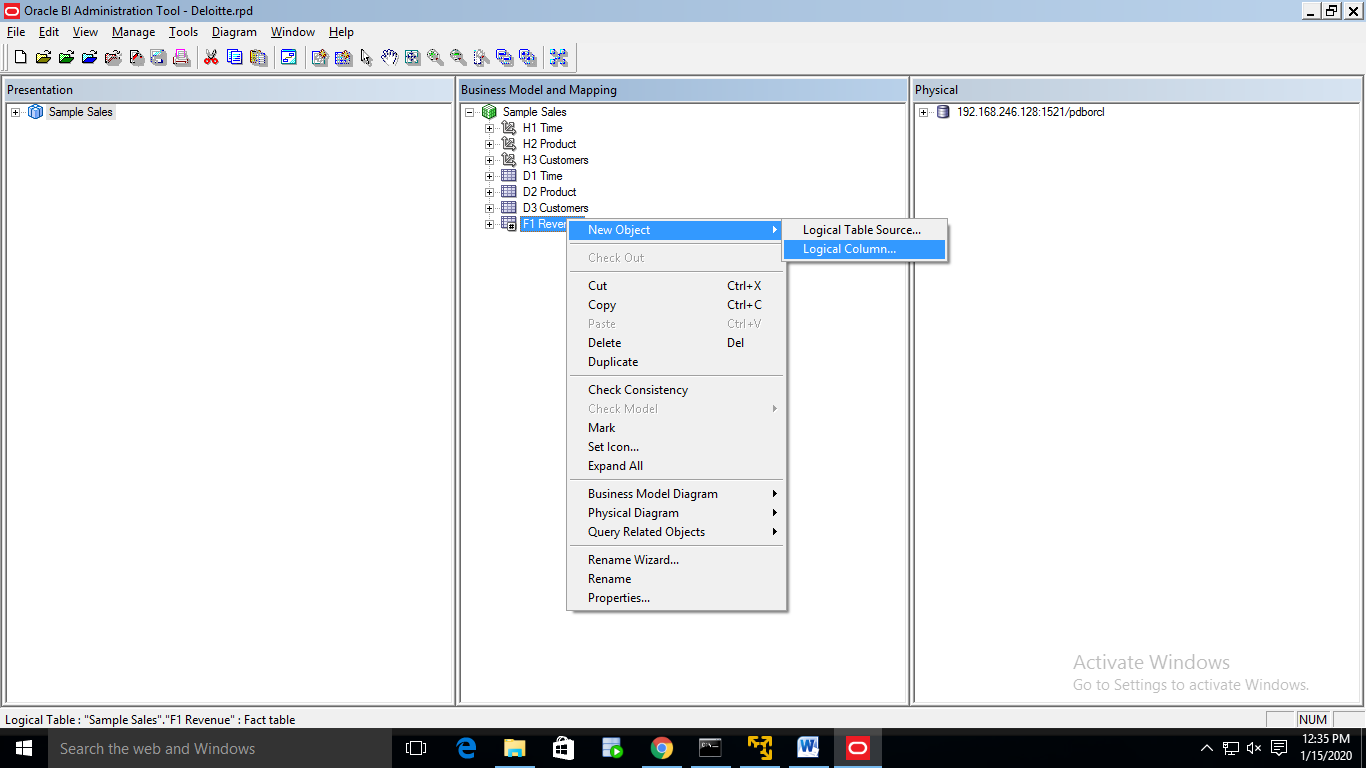 Oracle BI Administration Tool - Deloitte.rpd
File Edit View Manage Tools Diagram Window Help
Presentation
Sample Sales
Business Model and Mapping
Sample Sales
H1 Time
H2 Product
H3 Customers
D1 Time
D2 Product
D3 Customers
F1 Reven
New Object
Check Out
Cut Ctrl+X
Copy Ctrl+C
Paste Ctrl+V
Delete Del
Duplicate
Check Consistency
Check Model
Mark
Set Icon...
Expand All
Business Model Diagram
Physical Diagram
Query Related Objects
Rename Wizard...
Rename
Properties...
Logical Table Source...
Logical Column...
Physical
192.168.246.128:1521/pdborcl
Activate Windows
Go to Settings to activate Windows.
Logical Table : "Sample Sales"."F1 Revenue" : Fact table
NUM
Search the web and Windows
12:35 PM
1/15/2020